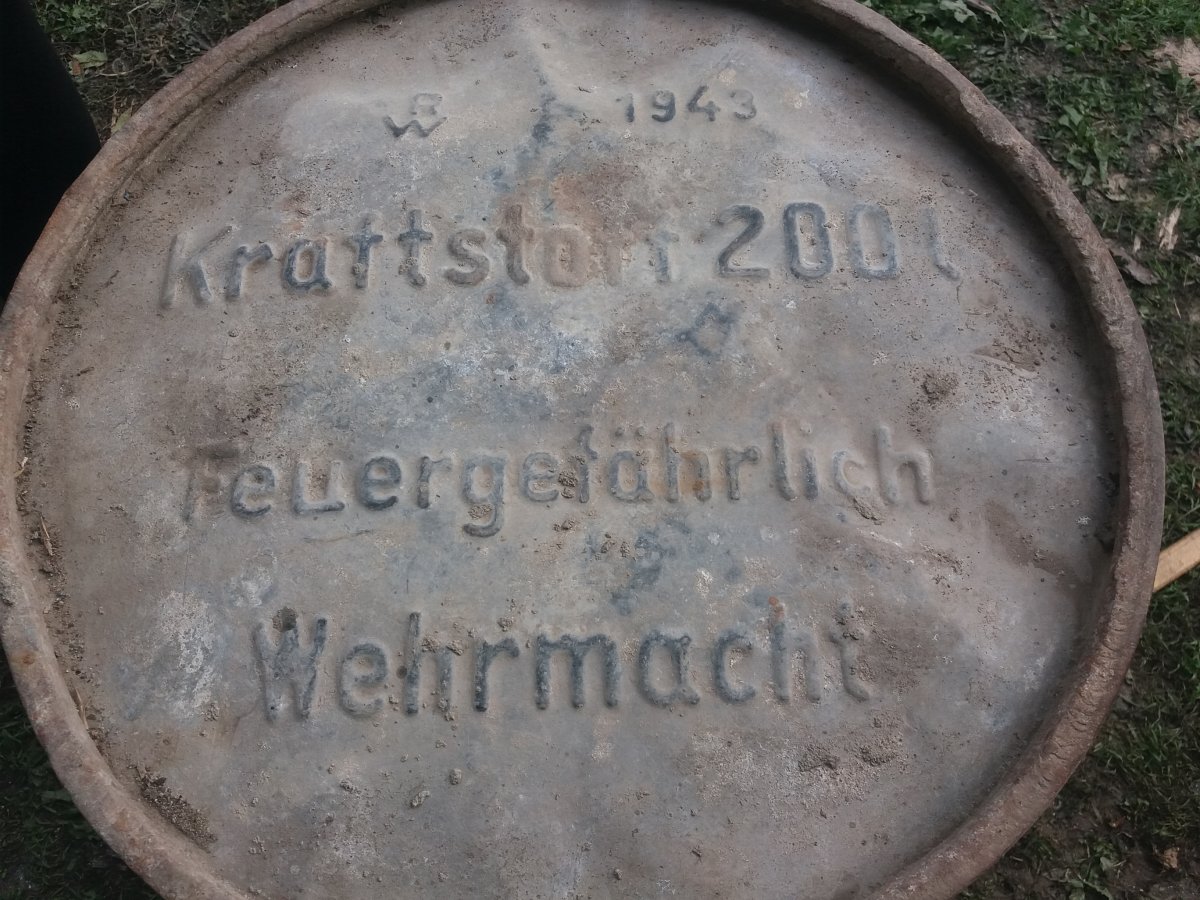 1943
Kraftstoff 200 l
Feuergefährlich
Wehrmacht